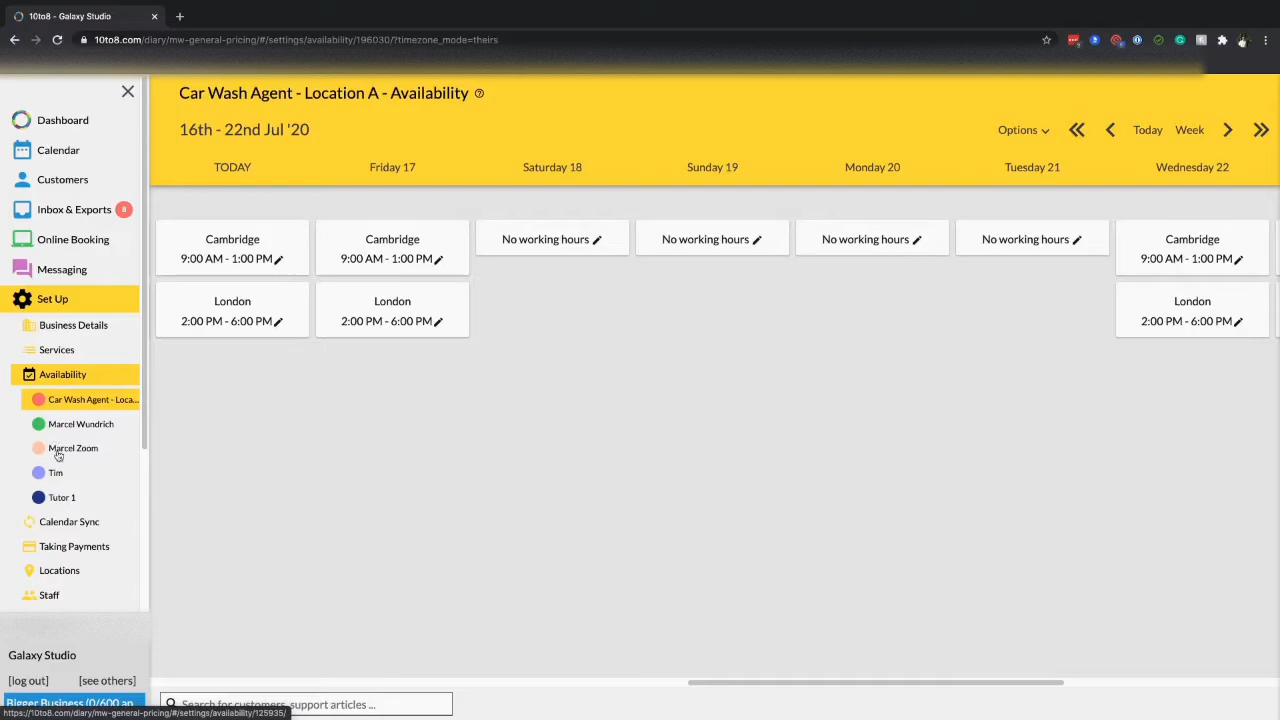 10to8 - Galaxy Studio
10to8.com/diary/mw-general-pricing/#/settings/availability/196030/?timezone_mode=theirs
Dashboard
Calendar
Customers
Inbox & Exports 8
Online Booking
Messaging
Set Up
Business Details
Services
Availability
Car Wash Agent - Loca...
Marcel Wundrich
Marcel Zoom
Tim
Tutor 1
Calendar Sync
Taking Payments
Locations
Staff
Galaxy Studio
[log out] [see others]
Bigger Business (0/600 ap
https://10to8.com/diary/mw-general-pricing/#/settings/availability/125935/
Car Wash Agent - Location A - Availability
16th - 22nd Jul '20
Options Today Week
TODAY Friday 17 Saturday 18 Sunday 19 Monday 20 Tuesday 21 Wednesday 22
Cambridge
9:00 AM - 1:00 PM
London
2:00 PM - 6:00 PM
Cambridge
9:00 AM - 1:00 PM
London
2:00 PM - 6:00 PM
No working hours
No working hours
No working hours
No working hours
Cambridge
9:00 AM - 1:00 PM
London
2:00 PM - 6:00 PM
Search for customers, support articles ...